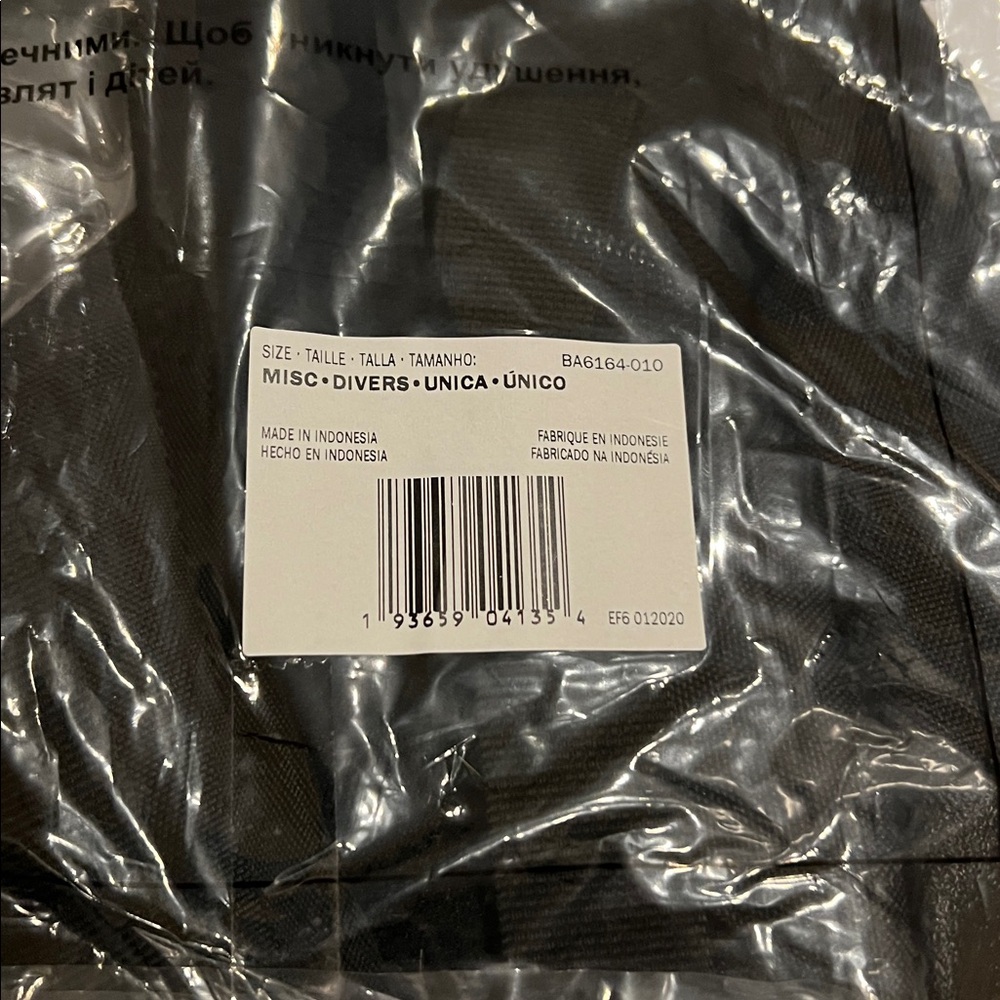 ечними. Щоб уникнути удушення,
влят і дітей.
SIZE · TAILLE · TALLA · TAMANHO:
BA6164-010
MISC•DIVERS•UNICA•ÚNICO
MADE IN INDONESIA
FABRIQUE EN INDONESIE
HECHO EN INDONESIA
FABRICADO NA INDONÉSIA
1 93659 04135 4
EF6 012020